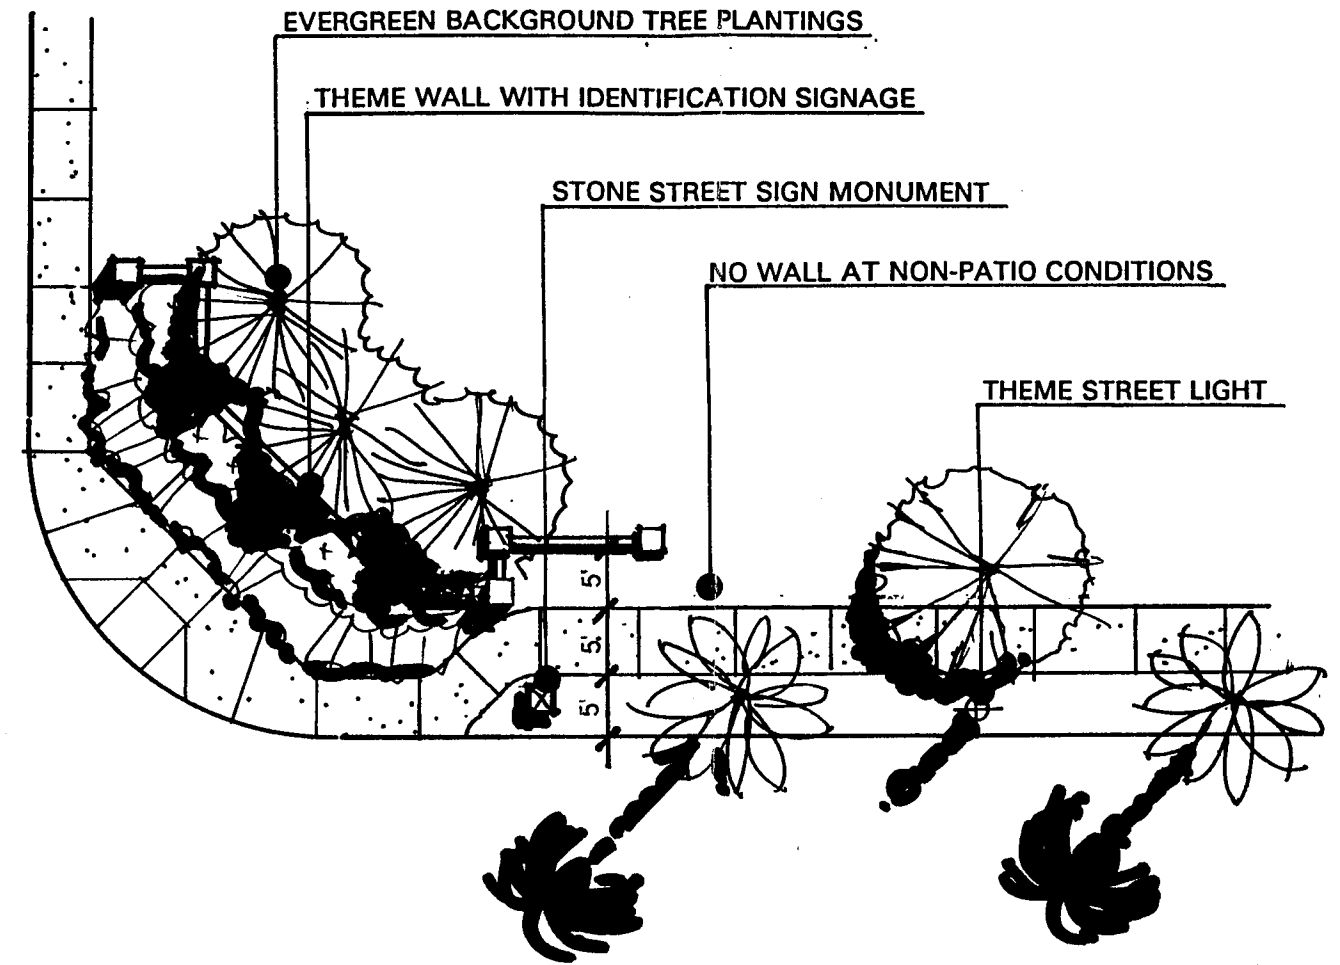 EVERGREEN BACKGROUND TREE PLANTINGS
THEME WALL WITH IDENTIFICATION SIGNAGE
STONE STREET SIGN MONUMENT
NO WALL AT NON-PATIO CONDITIONS
THEME STREET LIGHT
5'
5'
5'